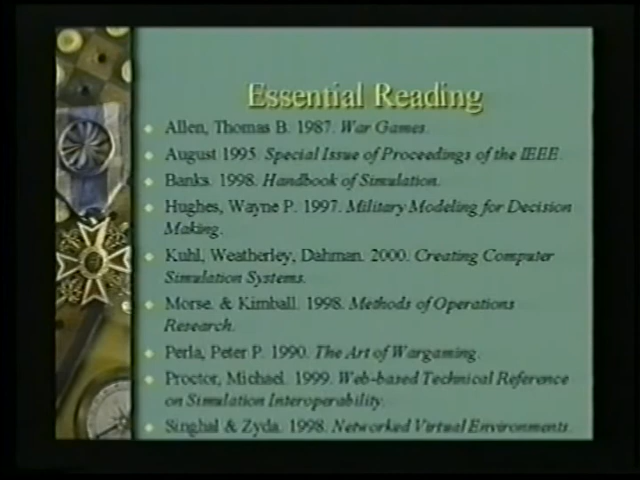 Essential Reading
Allen, Thomas B. 1987. War Games.
August 1995. Special Issue of Proceedings of the IEEE.
Banks. 1998. Handbook of Simulation.
Hughes, Wayne P. 1997. Military Modeling for Decision
Making.
Kuhl, Weatherley, Dahman. 2000. Creating Computer
Simulation Systems.
Morse. & Kimball. 1998. Methods of Operations
Research.
Perla, Peter P. 1990. The Art of Wargaming.
Proctor, Michael. 1999. Web-based Technical Reference
on Simulation Interoperability.
Singhal & Zyda. 1998. Networked Virtual Environments.